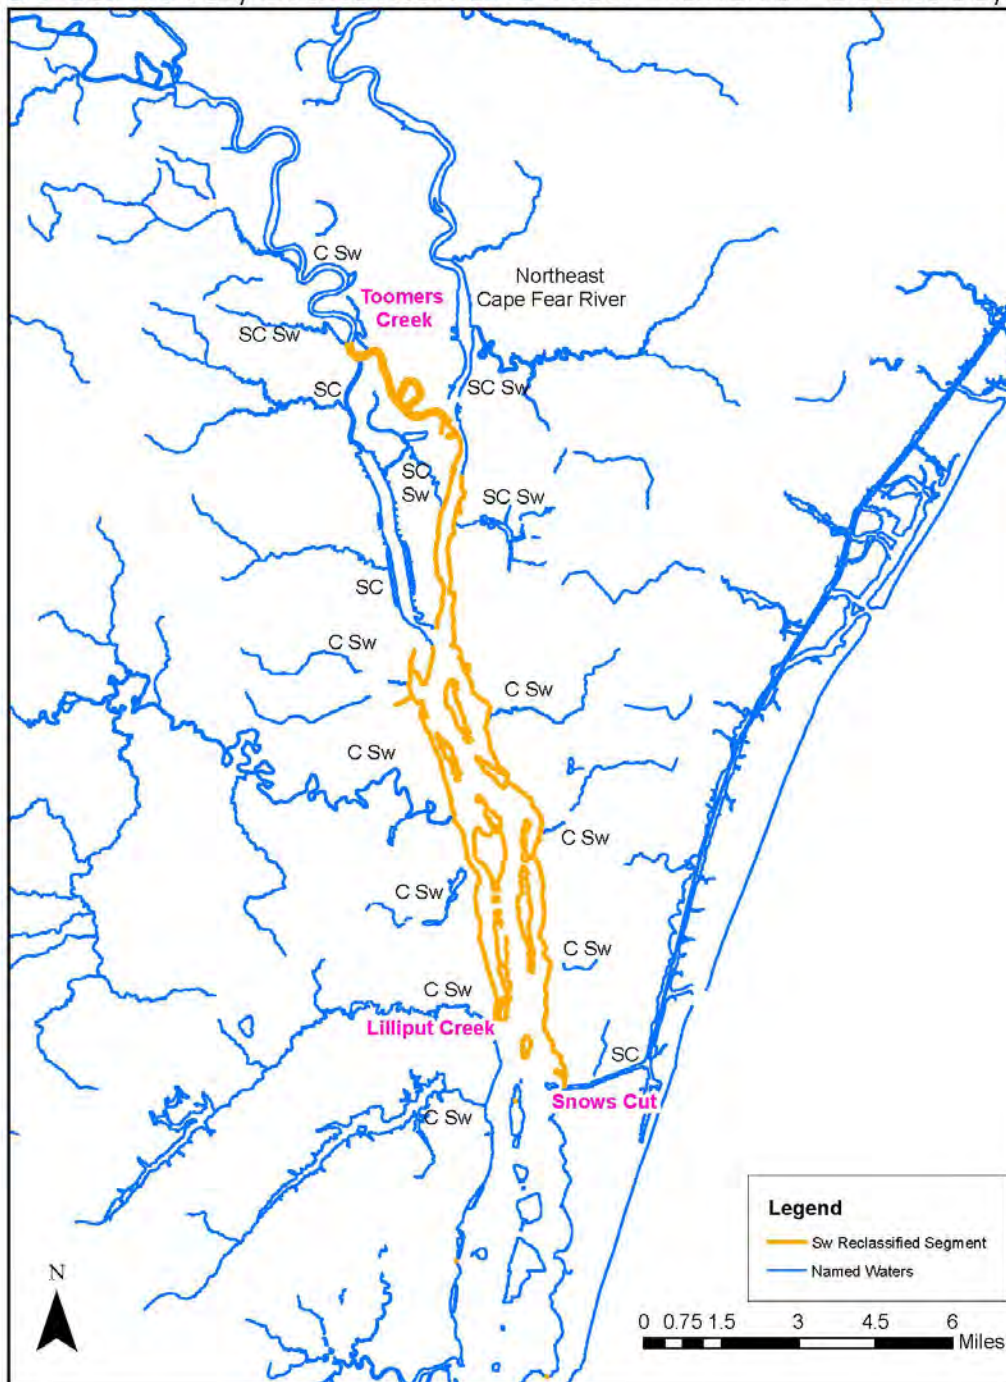 C Sw
Northeast
Cape Fear River
Toomers
Creek
SC Sw
SC
SC Sw
SC
Sw
SC Sw
SC
C Sw
C Sw
C Sw
C Sw
C Sw
C Sw
C Sw
Lilliput Creek
SC
Snows Cut
C Sw
Legend
Sw Reclassified Segment
Named Waters
N
0 0.75 1.5 3 4.5 6
Miles